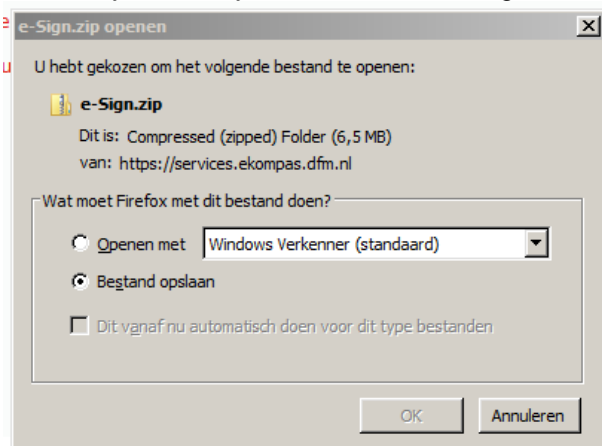 e-Sign.zip openen
U hebt gekozen om het volgende bestand te openen:
e-Sign.zip
Dit is: Compressed (zipped) Folder (6,5 MB)
van: https://services.ekompas.dfm.nl
Wat moet Firefox met dit bestand doen?
Openen met Windows Verkenner (standaard)
Bestand opslaan
Dit vanaf nu automatisch doen voor dit type bestanden
OK Annuleren